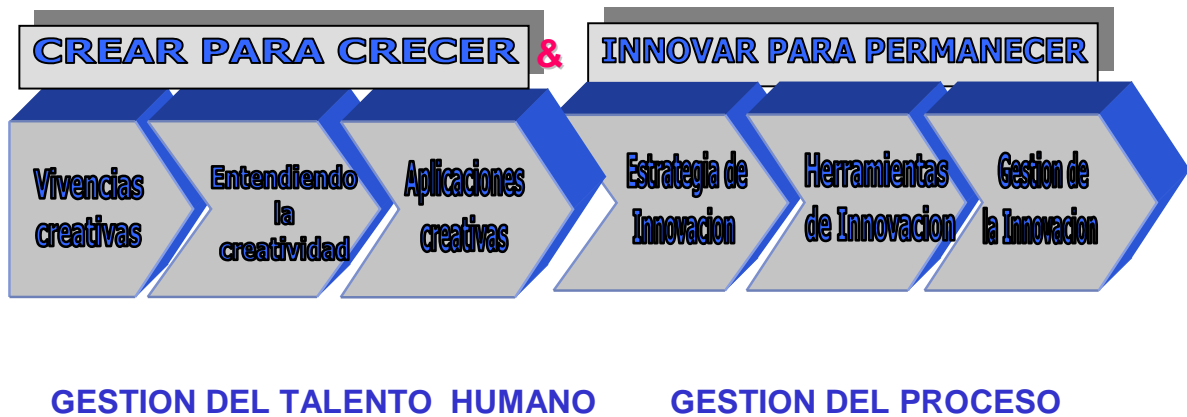 CREAR PARA CRECER & INNOVAR PARA PERMANECER
Vivencias
creativas
Entendiendo
la
creatividad
Aplicaciones
creativas
Estrategia de
Innovacion
Herramientas
de Innovacion
Gestion de
la Innovacion
GESTION DEL TALENTO HUMANO
GESTION DEL PROCESO